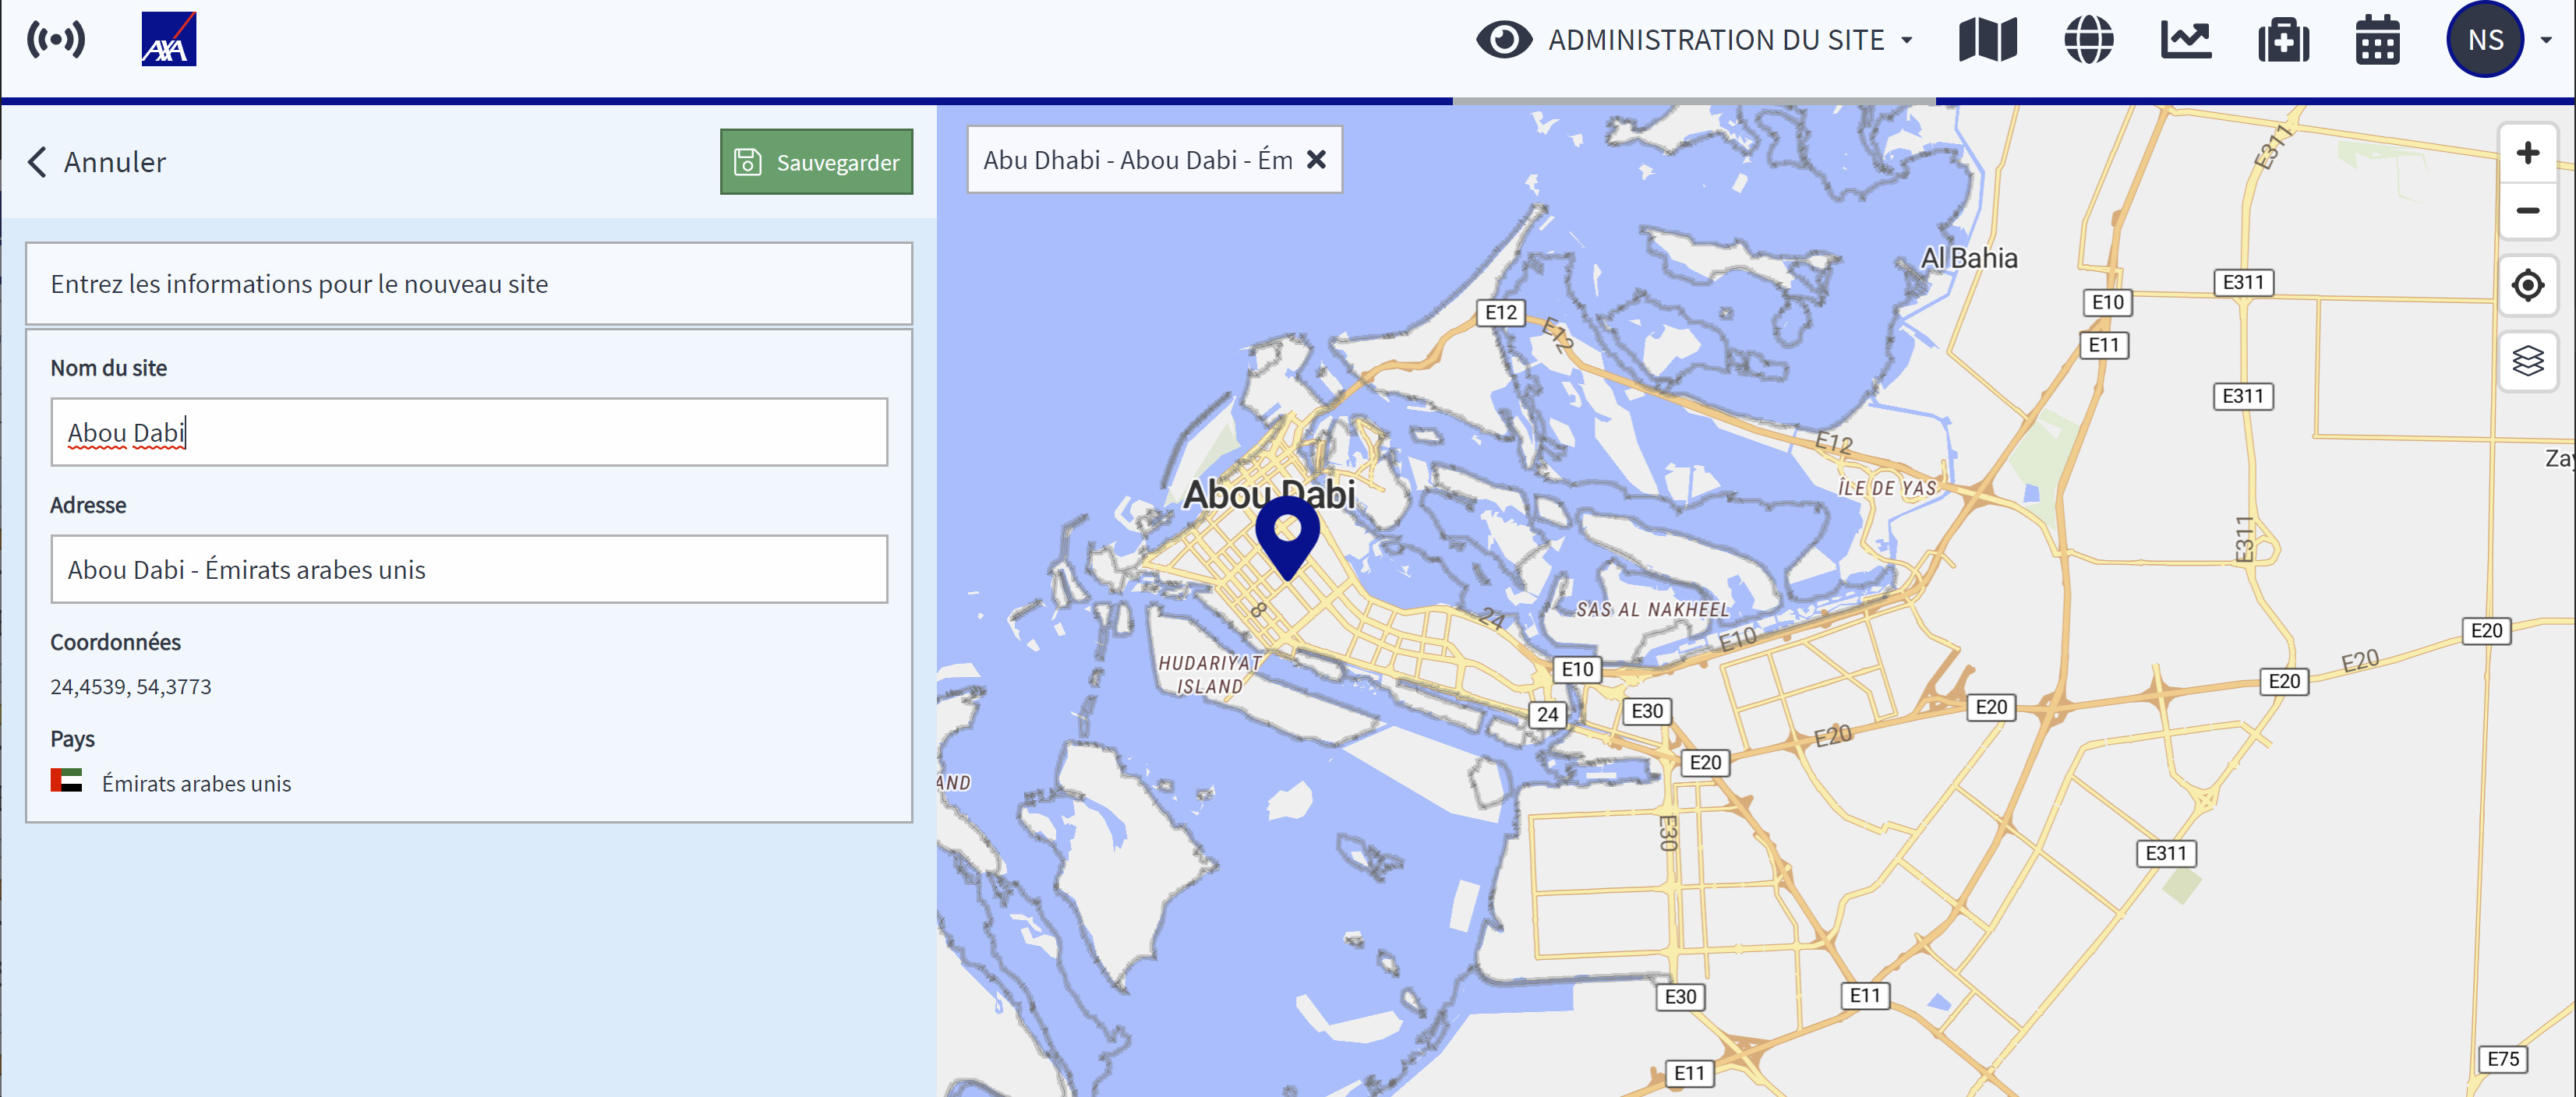 AXA
ADMINISTRATION DU SITE
NS
Annuler
Sauvegarder
Entrez les informations pour le nouveau site
Nom du site
Abou Dabi
Adresse
Abou Dabi - Émirats arabes unis
Coordonnées
24,4539, 54,3773
Pays
Émirats arabes unis
Abu Dhabi - Abou Dabi - Ém
E311
Al Bahia
E311
E10
E12
E12
E11
E311
E12
Zay
ÎLE DE YAS
Abou Dabi
E311
8
24
SAS AL NAKHEEL
E10
E20
HUDARIYAT
ISLAND
E10
E20
E20
24
E30
E20
E20
E20
AND
E30
E311
E30
E11
E11
E75